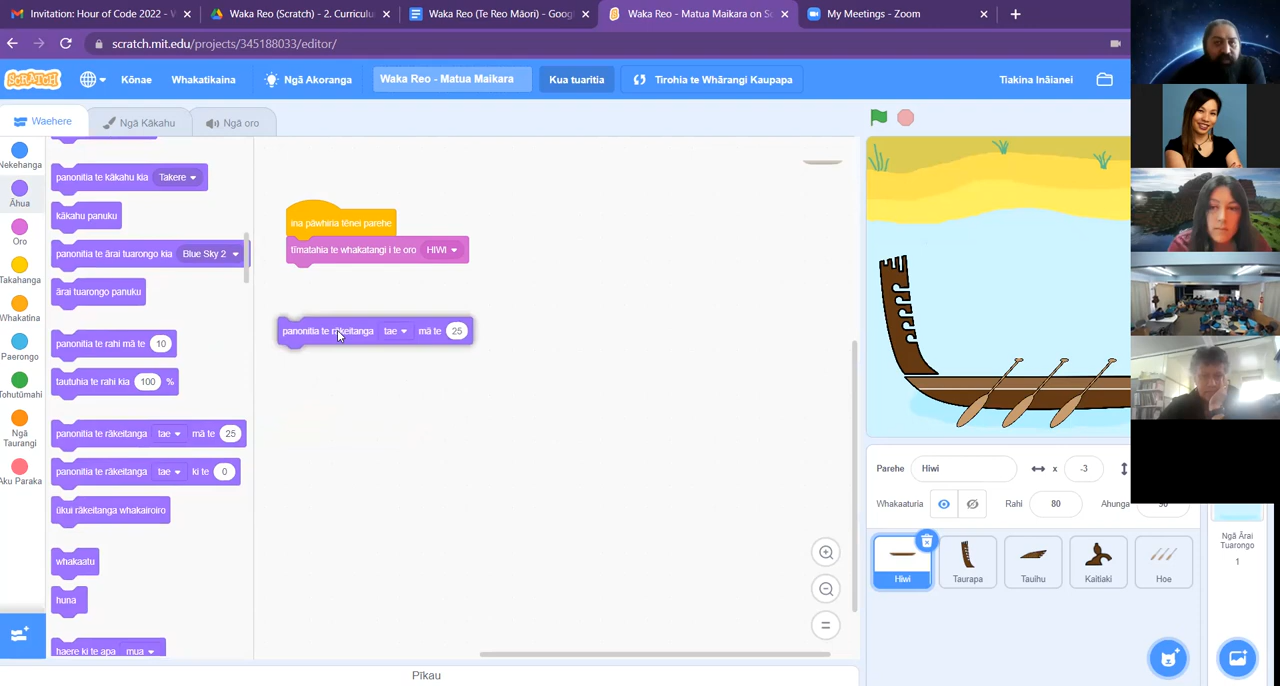 Invitation: Hour of Code 2022 - W
Waka Reo (Scratch) - 2. Curriculu
Waka Reo (Te Reo Māori) - Googl
Waka Reo - Matua Maikara on Sc
My Meetings - Zoom
scratch.mit.edu/projects/345188033/editor/
SCRATCH
Kōnae
Whakatikaina
Ngā Akoranga
Waka Reo - Matua Maikara
Kua tuaritia
Tirohia te Whārangi Kaupapa
Tiakina Ināianei
Waehere
Ngā Kākahu
Ngā oro
Nekehanga
Āhua
Oro
Takahanga
Whakatina
Paerongo
Tohutūmahi
Ngā
Taurangi
Aku Paraka
panonitia te kākahu kia Takere
kākahu panuku
panonitia te ārai tuarongo kia Blue Sky 2
ārai tuarongo panuku
panonitia te rahi mā te 10
tautuhia te rahi kia 100 %
panonitia te rākeitanga tae mā te 25
panonitia te rākeitanga tae ki te 0
ūkui rākeitanga whakairoiro
whakaatu
huna
haere ki te apa mua
ina pāwhiria tēnei parehe
tīmatahia te whakatangi i te oro HIWI
panonitia te rākeitanga tae mā te 25
Parehe
Hiwi
x
-3
Whakaaturia
Rahi
80
Ahunga
Hiwi
Taurapa
Tauihu
Kaitiaki
Hoe
Ngā Ārai
Tuarongo
1
Pīkau